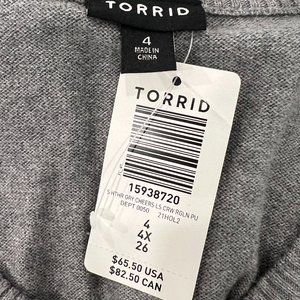 TORRID
4
MADE IN
CHINA
TORRID
15938720
S HTHR GRY CHEERS LS CRW RGLN PU
DEPT 0050 21HOL2
4
4X
26
$65.50 USA
$82.50 CAN